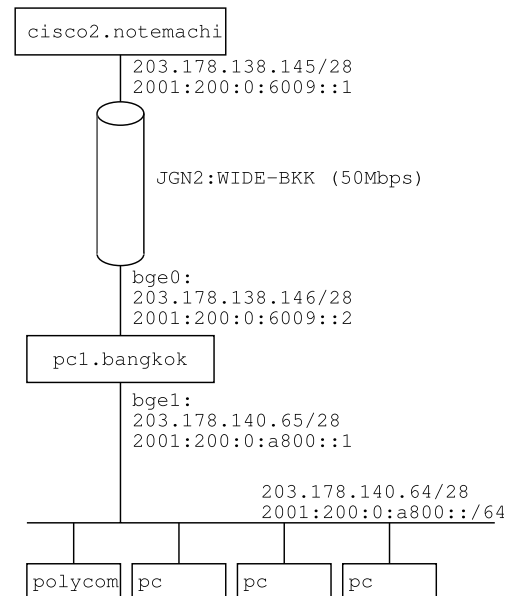 cisco2.notemachi
203.178.138.145/28
2001:200:0:6009::1
JGN2:WIDE-BKK (50Mbps)
bge0:
203.178.138.146/28
2001:200:0:6009::2
pc1.bangkok
bge1:
203.178.140.65/28
2001:200:0:a800::1
203.178.140.64/28
2001:200:0:a800::/64
polycom
pc
pc
pc